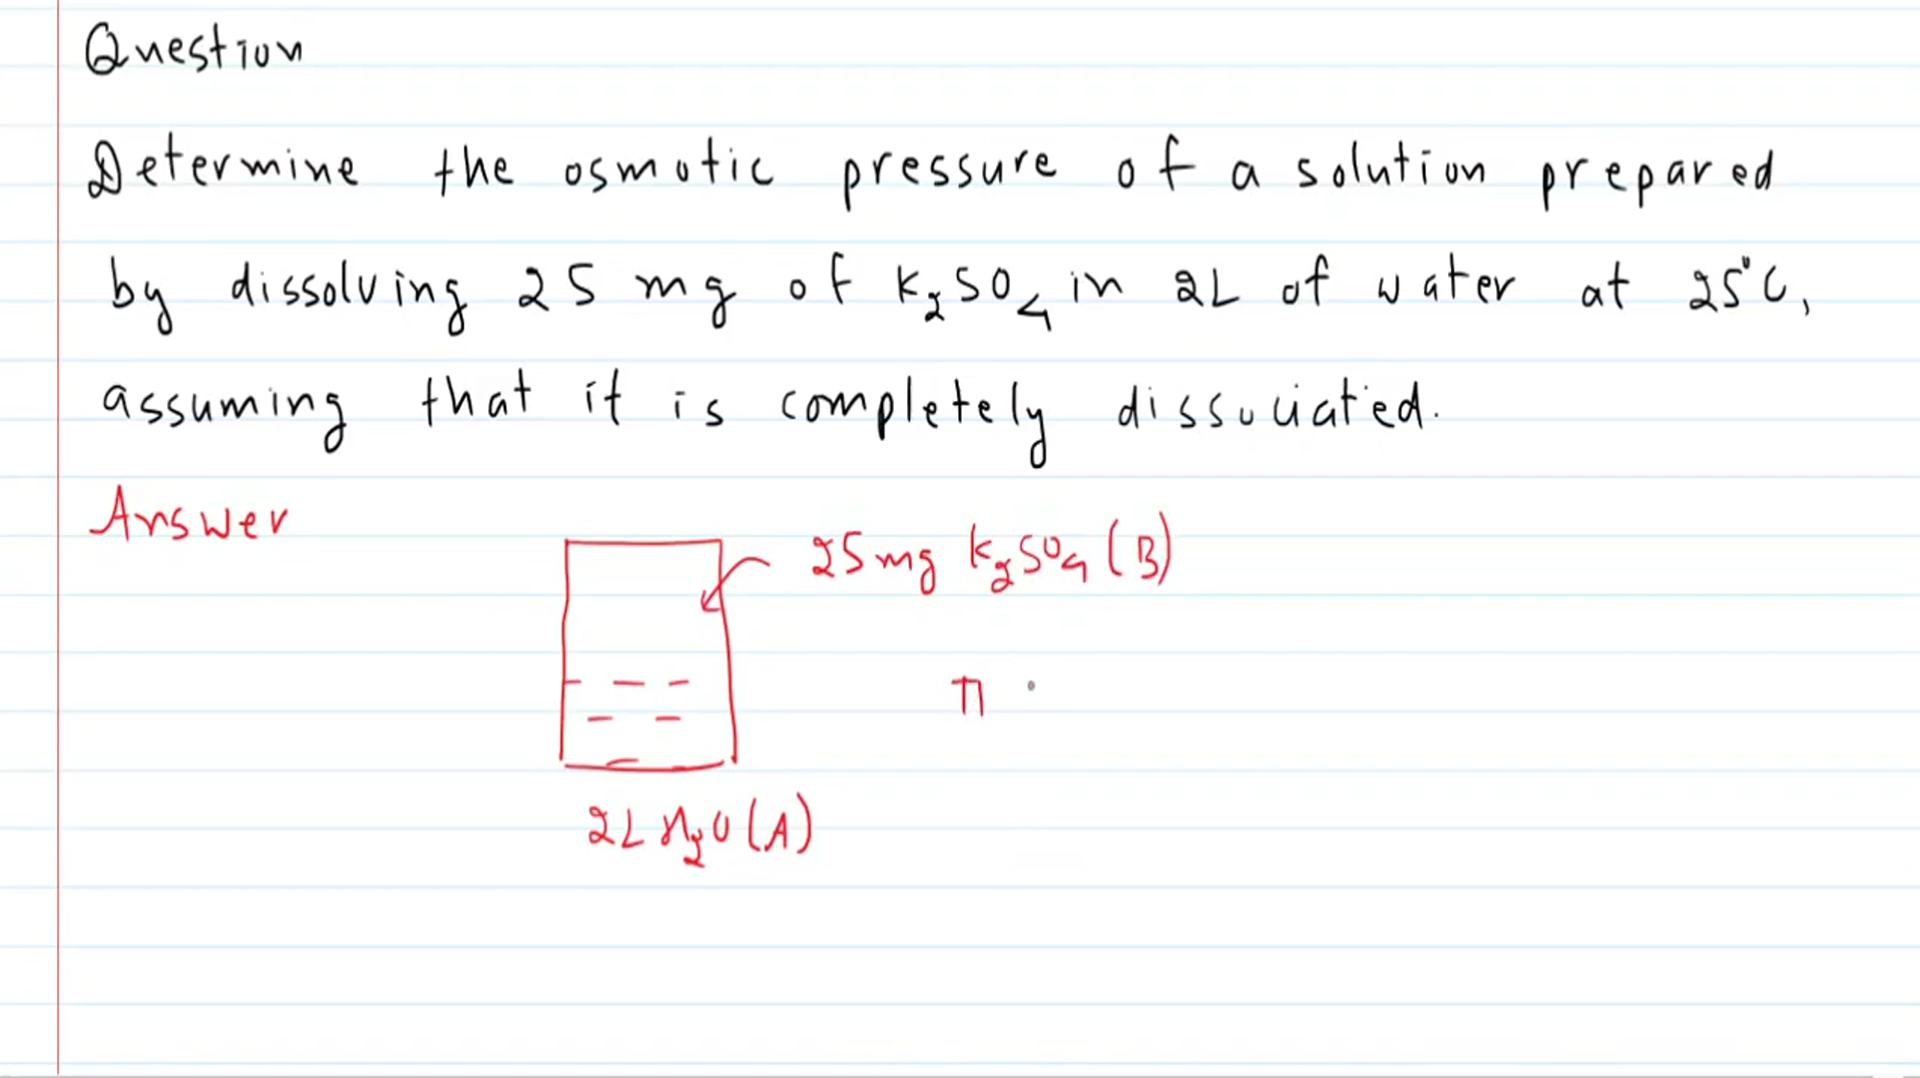 Question
Determine the osmotic pressure of a solution prepared
by dissolving 25 mg of K₂SO₄ in 2L of water at 25°C,
assuming that it is completely dissociated.
Answer
25mg K₂SO₄ (B)
π
2L H₂O (A)